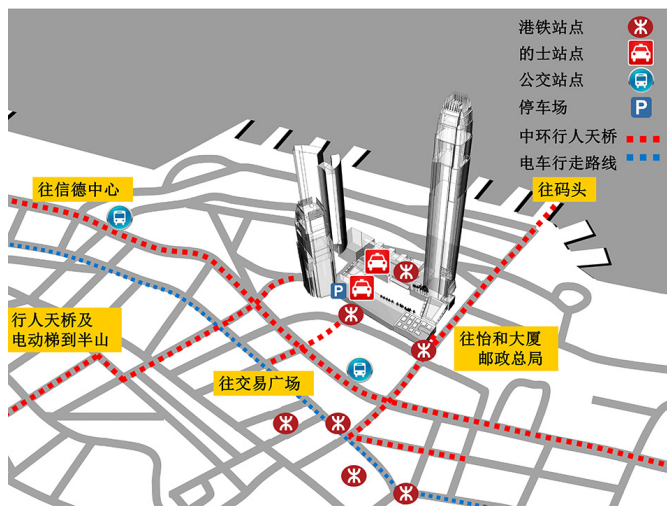 港铁站点
的士站点
公交站点
停车场
P
中环行人天桥
电车行走路线
往信德中心
往码头
P
行人天桥及
电动梯到半山
往怡和大厦
邮政总局
往交易广场